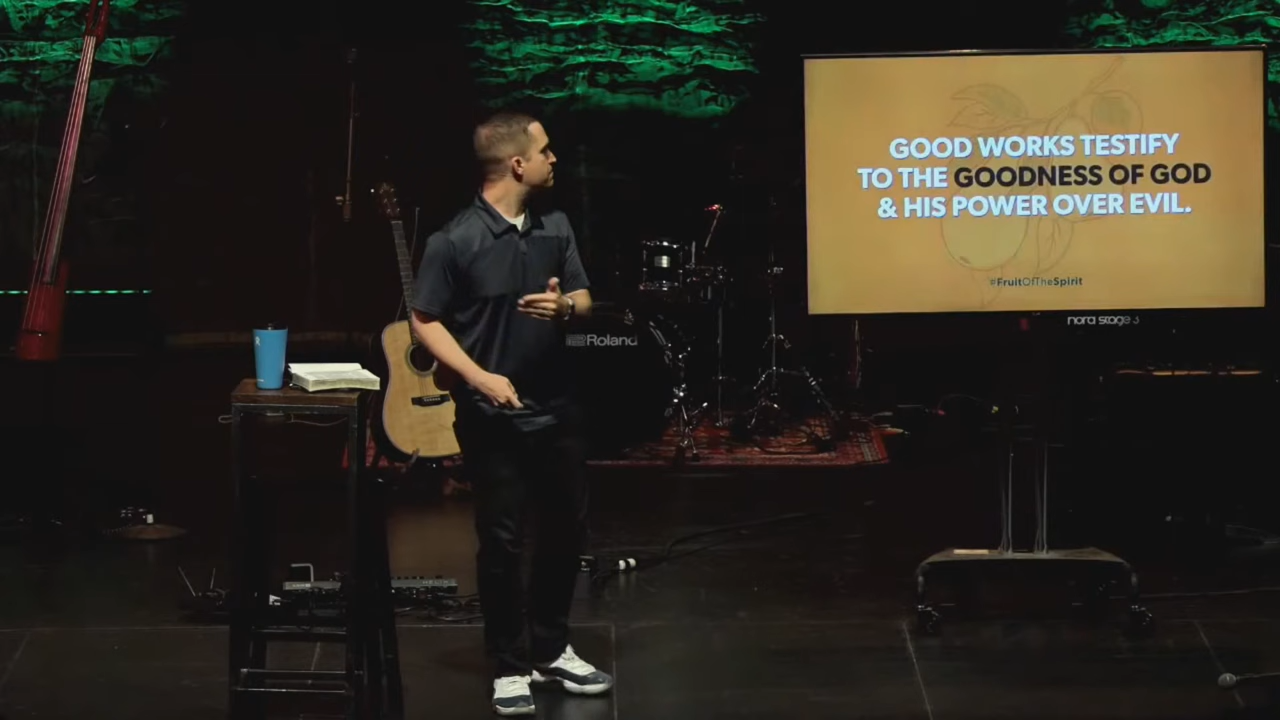 GOOD WORKS TESTIFY
TO THE GOODNESS OF GOD
& HIS POWER OVER EVIL.
#FruitOfTheSpirit
Roland
nord stage 3